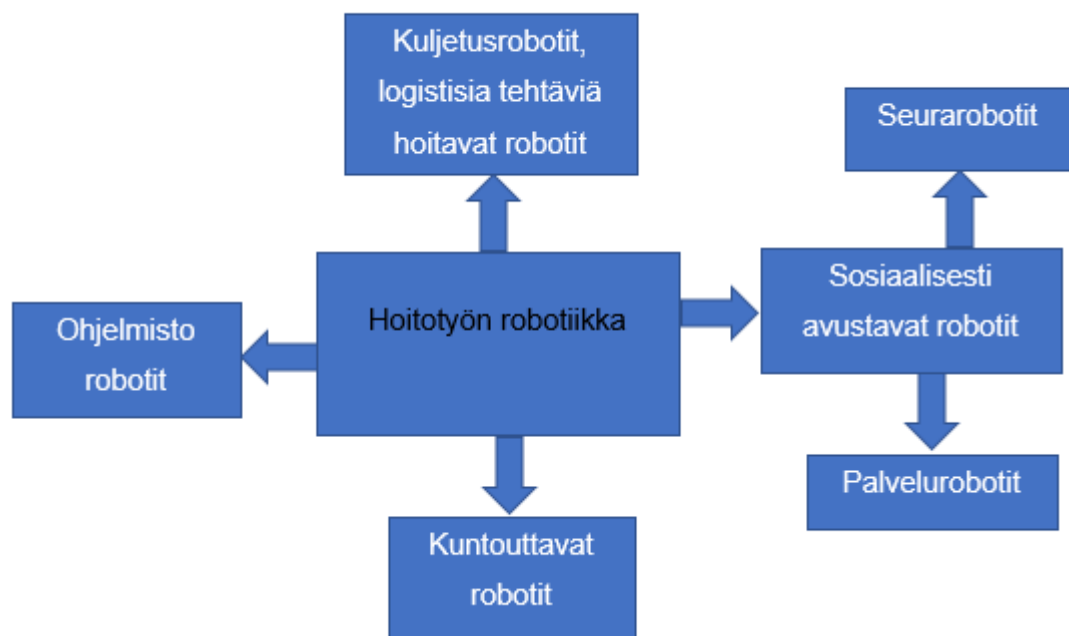 Kuljetusrobotit,
logistisia tehtäviä
hoitavat robotit
Seurarobotit
Hoitotyön robotiikka
Sosiaalisesti
avustavat robotit
Ohjelmisto
robotit
Palvelurobotit
Kuntouttavat
robotit